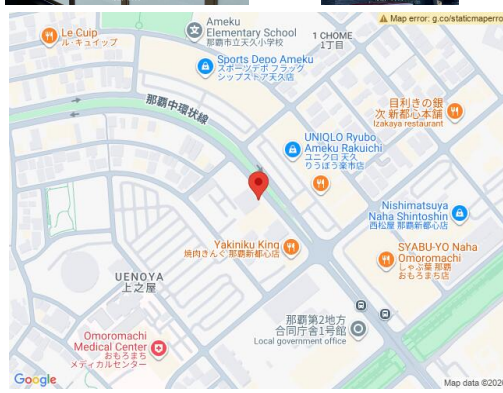 Map error: g.co/staticmaperro
Le Cuip
ル・キュイップ
Ameku
Elementary School
那覇市立天久小学校
1 CHOME
1丁目
Sports Depo Ameku
スポーツデポ フラッグ
シップストア天久店
那覇中環状線
目利きの銀
次 新都心本舗
Izakaya restaurant
UNIQLO Ryubo
Ameku Rakuichi
ユニクロ 天久
りうぼう楽市店
Nishimatsuya
Naha Shintoshin
西松屋 那覇新都心店
Yakiniku King
焼肉きんぐ 那覇新都心店
SYABU-YO Naha
Omoromachi
しゃぶ葉 那覇
おもろまち店
UENOYA
上之屋
那覇第2地方
合同庁舎1号館
Local government office
Omoromachi
Medical Center
おもろまち
メディカルセンター
Google
Map data ©2026